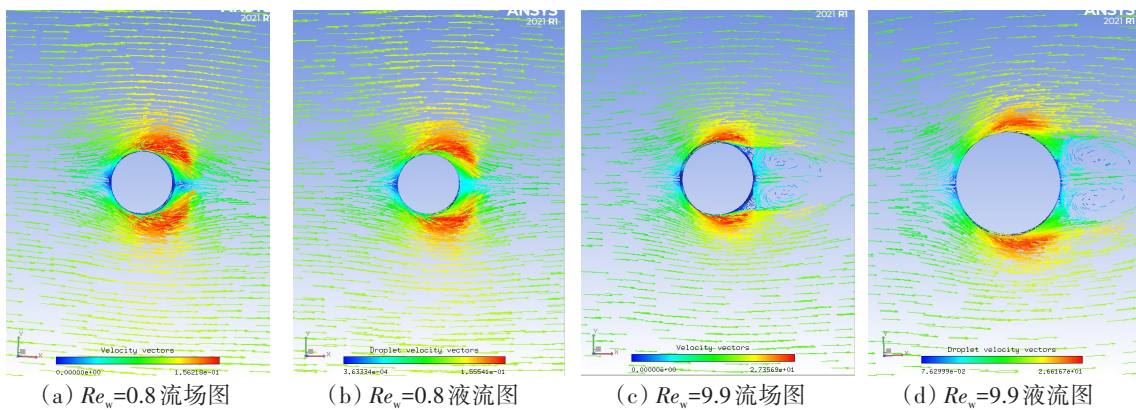 ANSYS
2021 R1
ANSYS
2021 R1
2021 R1
ANSYS
2021 R1
Velocity vectors
0.00000e+00 1.56218e-01
Droplet velocity vectors
3.63334e-04 1.55541e-01
Velocity vectors
0.00000e+00 2.73569e+01
Droplet velocity vectors
7.62999e-02 2.66167e+01
Y
X
Y
X
Y
X
Y
X
(a) Rew=0.8流场图
(b) Rew=0.8液流图
(c) Rew=9.9流场图
(d) Rew=9.9液流图